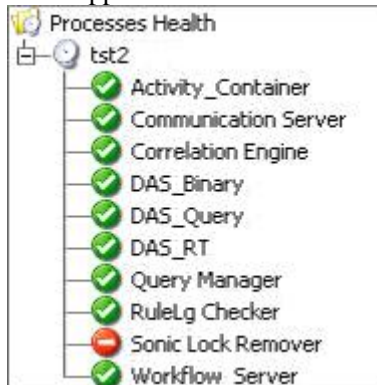 Processes Health
tst2
Activity_Container
Communication Server
Correlation Engine
DAS_Binary
DAS_Query
DAS_RT
Query Manager
RuleLg Checker
Sonic Lock Remover
Workflow_Server